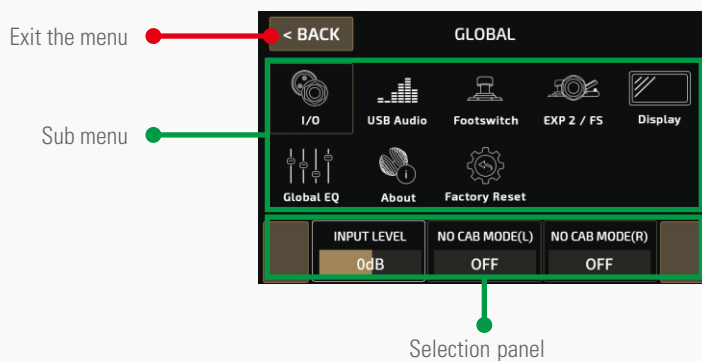 Exit the menu
< BACK
GLOBAL
Sub menu
I/O
USB Audio
Footswitch
EXP 2 / FS
Display
Global EQ
About
Factory Reset
INPUT LEVEL
NO CAB MODE(L)
NO CAB MODE(R)
0dB
OFF
OFF
Selection panel